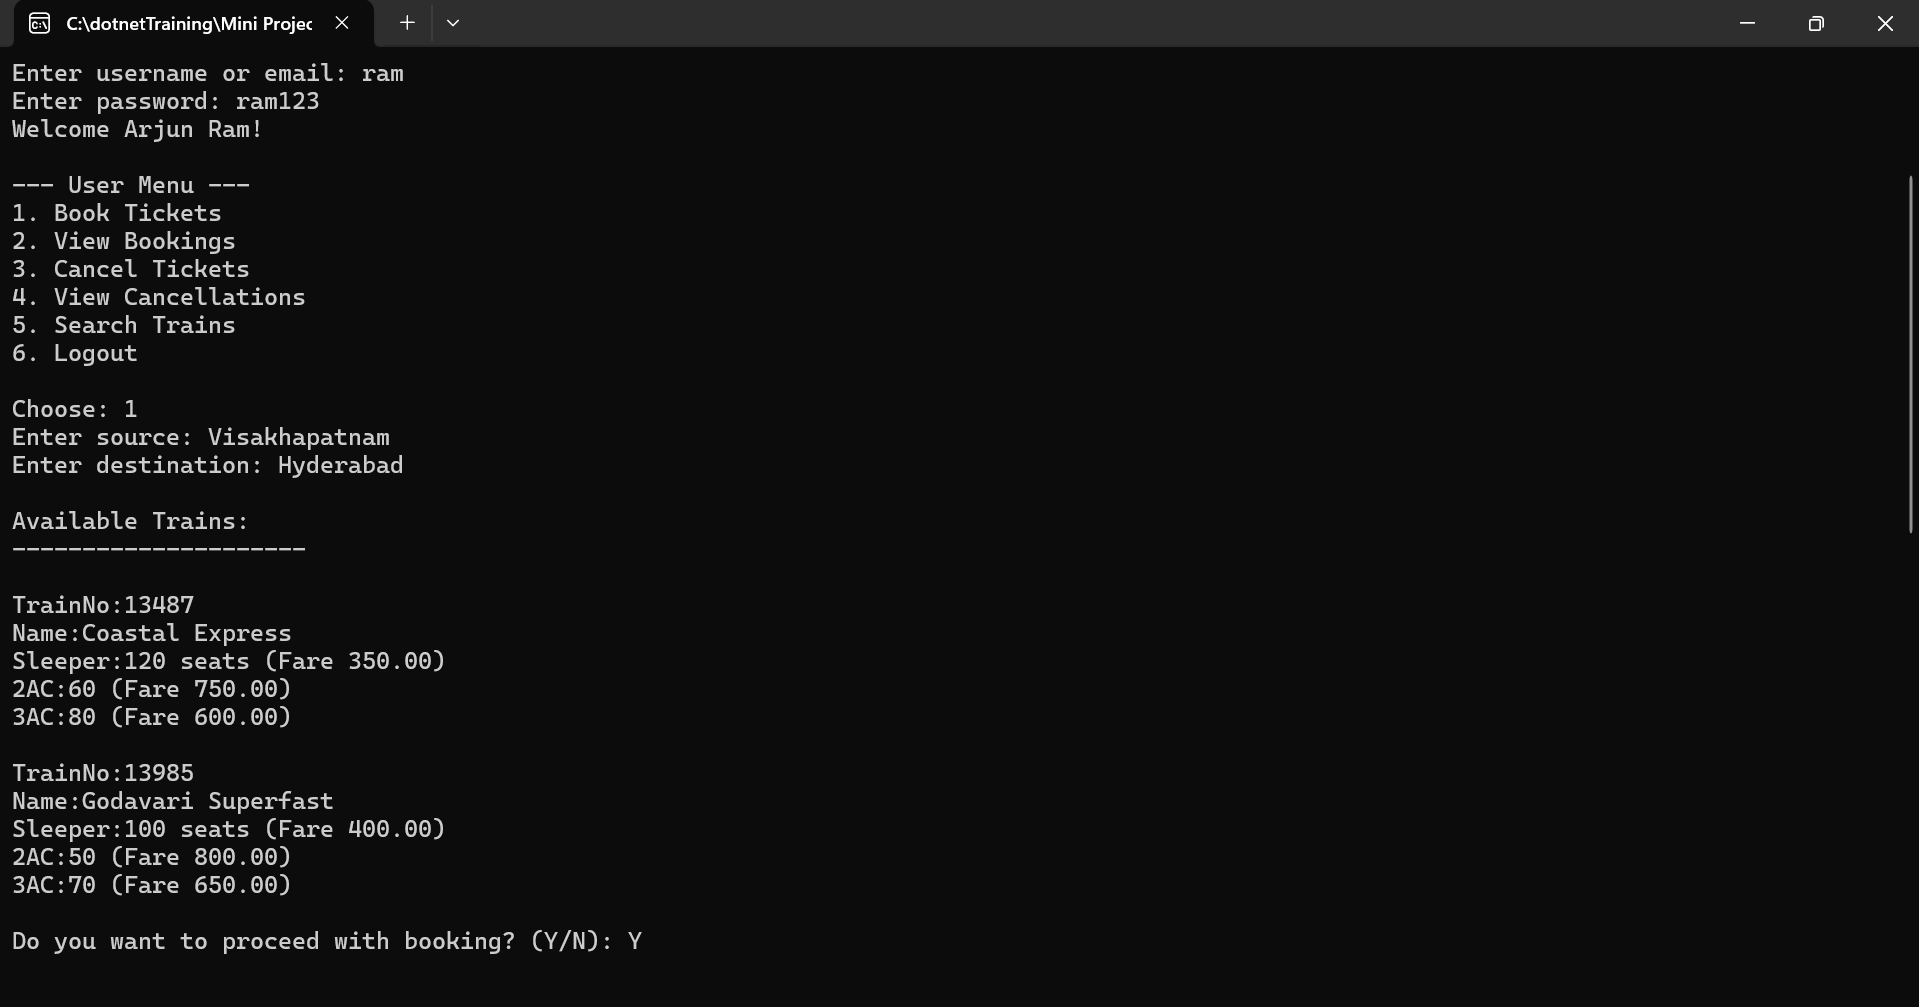 C:\dotnetTraining\Mini Projec
Enter username or email: ram
Enter password: ram123
Welcome Arjun Ram!
--- User Menu ---
1. Book Tickets
2. View Bookings
3. Cancel Tickets
4. View Cancellations
5. Search Trains
6. Logout
Choose: 1
Enter source: Visakhapatnam
Enter destination: Hyderabad
Available Trains:
---------------------
TrainNo:13487
Name:Coastal Express
Sleeper:120 seats (Fare 350.00)
2AC:60 (Fare 750.00)
3AC:80 (Fare 600.00)
TrainNo:13985
Name:Godavari Superfast
Sleeper:100 seats (Fare 400.00)
2AC:50 (Fare 800.00)
3AC:70 (Fare 650.00)
Do you want to proceed with booking? (Y/N): Y